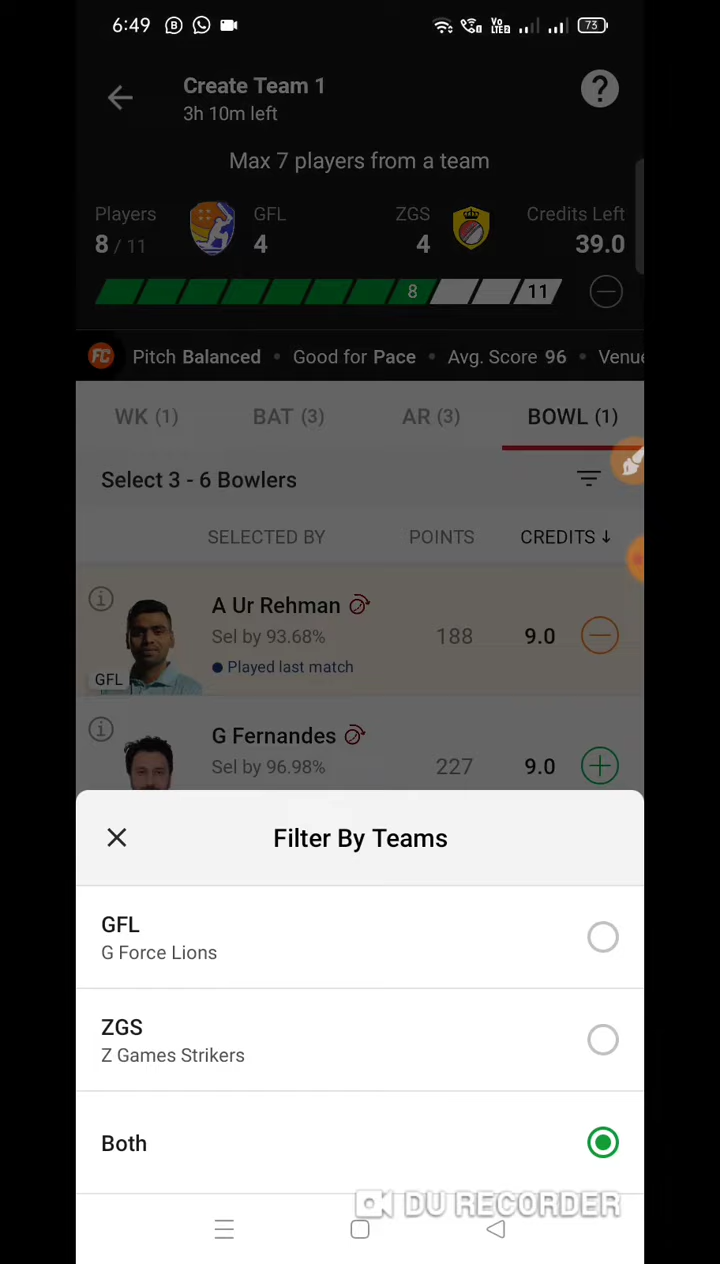 6:49
73
Create Team 1
3h 10m left
?
Max 7 players from a team
Players GFL ZGS Credits Left
8 / 11 4 4 39.0
8 11
FC Pitch Balanced • Good for Pace • Avg. Score 96 • Venue
WK (1) BAT (3) AR (3) BOWL (1)
Select 3 - 6 Bowlers
SELECTED BY POINTS CREDITS ↓
A Ur Rehman
Sel by 93.68% 188 9.0
Played last match
GFL
G Fernandes
Sel by 96.98% 227 9.0
Filter By Teams
GFL
G Force Lions
ZGS
Z Games Strikers
Both
DU RECORDER